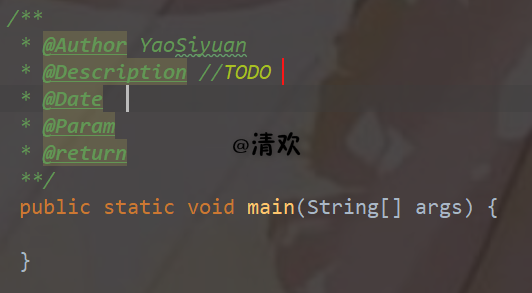 /**
 * @Author YaoSiyuan
 * @Description //TODO
 * @Date
 * @Param
 * @return
 **/
public static void main(String[] args) {
}
@清欢